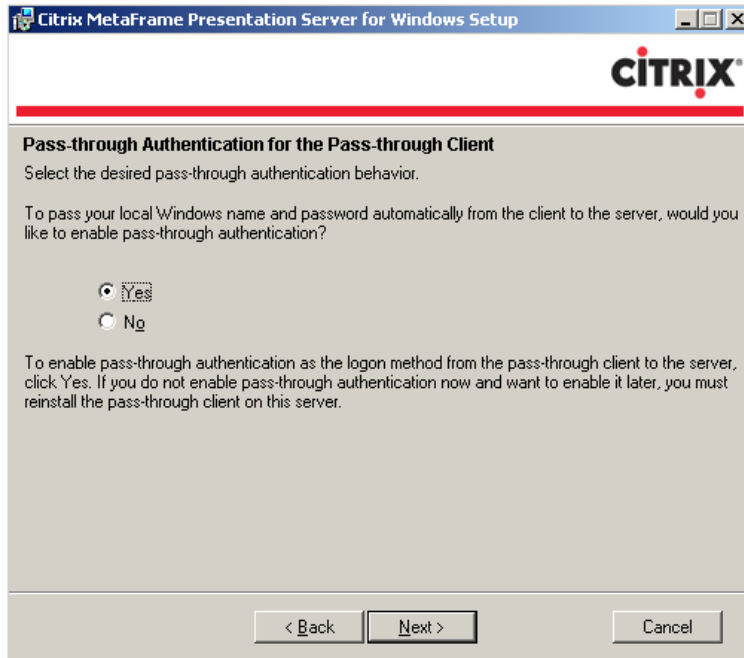 Citrix MetaFrame Presentation Server for Windows Setup
CITRIX®
Pass-through Authentication for the Pass-through Client
Select the desired pass-through authentication behavior.
To pass your local Windows name and password automatically from the client to the server, would you
like to enable pass-through authentication?
Yes
No
To enable pass-through authentication as the logon method from the pass-through client to the server,
click Yes. If you do not enable pass-through authentication now and want to enable it later, you must
reinstall the pass-through client on this server.
< Back
Next >
Cancel